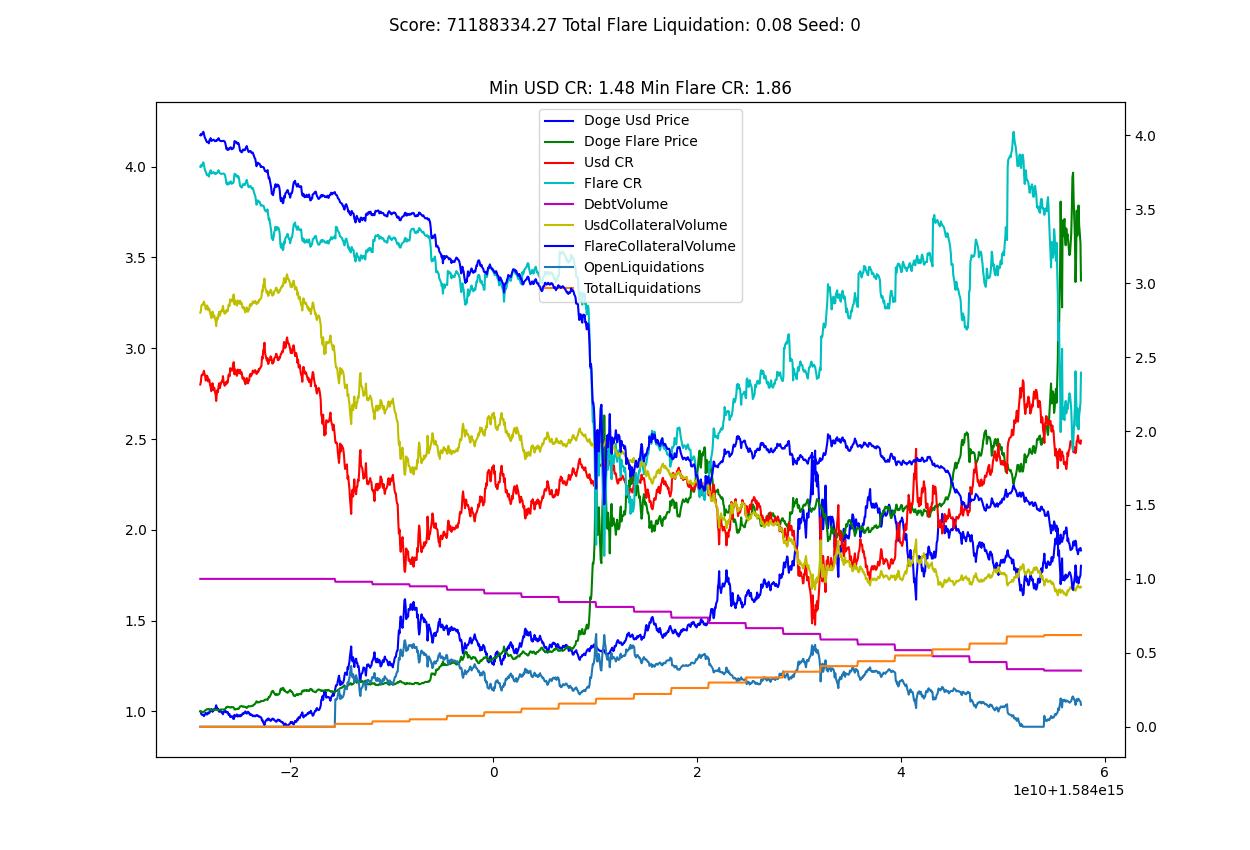 Score: 71188334.27 Total Flare Liquidation: 0.08 Seed: 0
Min USD CR: 1.48 Min Flare CR: 1.86
Doge Usd Price
Doge Flare Price
Usd CR
Flare CR
DebtVolume
UsdCollateralVolume
FlareCollateralVolume
OpenLiquidations
TotalLiquidations
4.0
3.5
3.0
2.5
2.0
1.5
1.0
4.0
3.5
3.0
2.5
2.0
1.5
1.0
0.5
0.0
−2 0 2 4 6
1e10+1.584e15